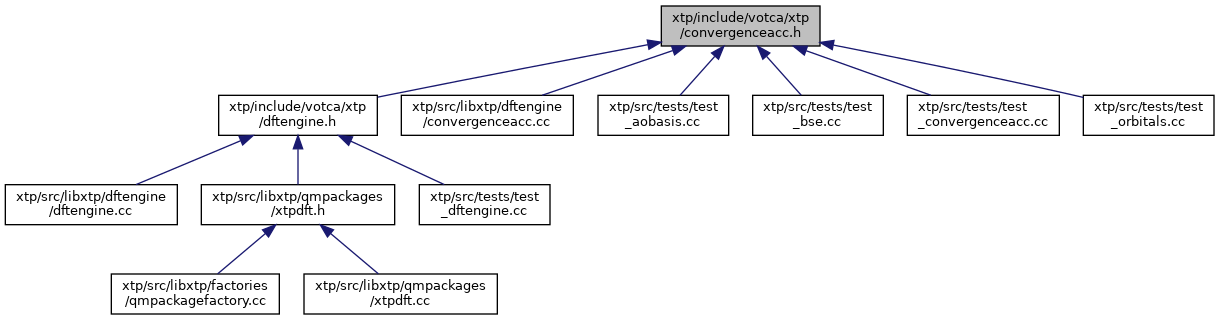 xtp/include/votca/xtp
/convergenceacc.h
xtp/include/votca/xtp
/dftengine.h
xtp/src/libxtp/dftengine
/convergenceacc.cc
xtp/src/tests/test
_aobasis.cc
xtp/src/tests/test
_bse.cc
xtp/src/tests/test
_convergenceacc.cc
xtp/src/tests/test
_orbitals.cc
xtp/src/libxtp/dftengine
/dftengine.cc
xtp/src/libxtp/qmpackages
/xtpdft.h
xtp/src/tests/test
_dftengine.cc
xtp/src/libxtp/factories
/qmpackagefactory.cc
xtp/src/libxtp/qmpackages
/xtpdft.cc